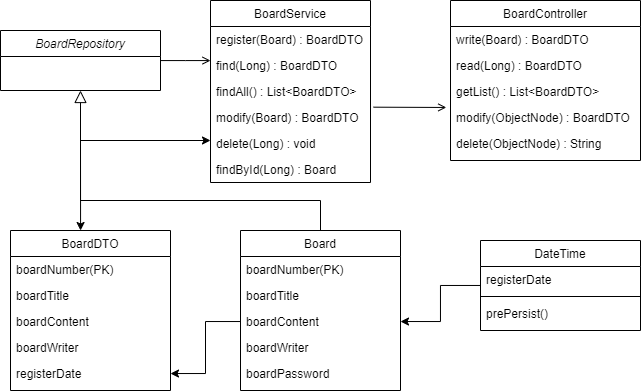 BoardRepository
BoardService
register(Board) : BoardDTO
find(Long) : BoardDTO
findAll() : List<BoardDTO>
modify(Board) : BoardDTO
delete(Long) : void
findById(Long) : Board
BoardController
write(Board) : BoardDTO
read(Long) : BoardDTO
getList() : List<BoardDTO>
modify(ObjectNode) : BoardDTO
delete(ObjectNode) : String
BoardDTO
boardNumber(PK)
boardTitle
boardContent
boardWriter
registerDate
Board
boardNumber(PK)
boardTitle
boardContent
boardWriter
boardPassword
DateTime
registerDate
prePersist()